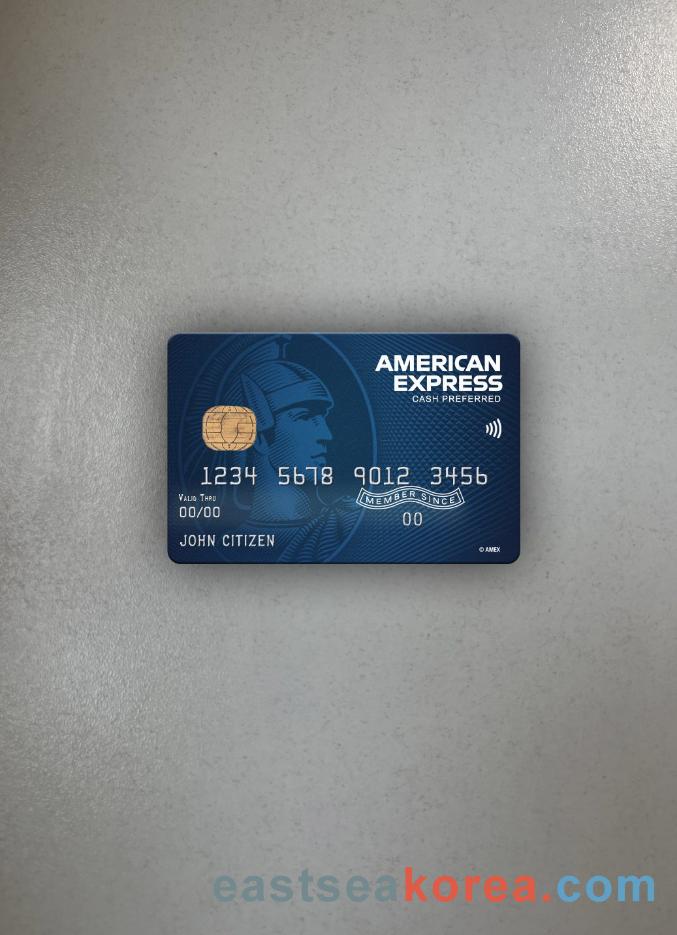 AMERICAN
EXPRESS
CASH PREFERRED
1234 5678 9012 3456
MEMBER SINCE
VALID THRU
00/00
00
JOHN CITIZEN
© AMEX
eastseakorea.com